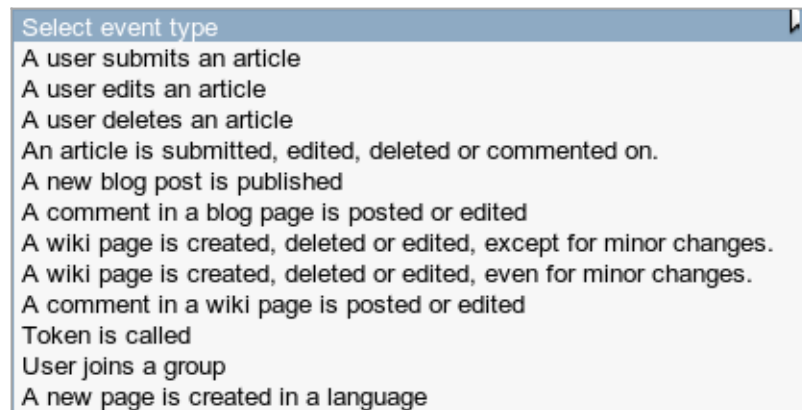 Select event type
A user submits an article
A user edits an article
A user deletes an article
An article is submitted, edited, deleted or commented on.
A new blog post is published
A comment in a blog page is posted or edited
A wiki page is created, deleted or edited, except for minor changes.
A wiki page is created, deleted or edited, even for minor changes.
A comment in a wiki page is posted or edited
Token is called
User joins a group
A new page is created in a language